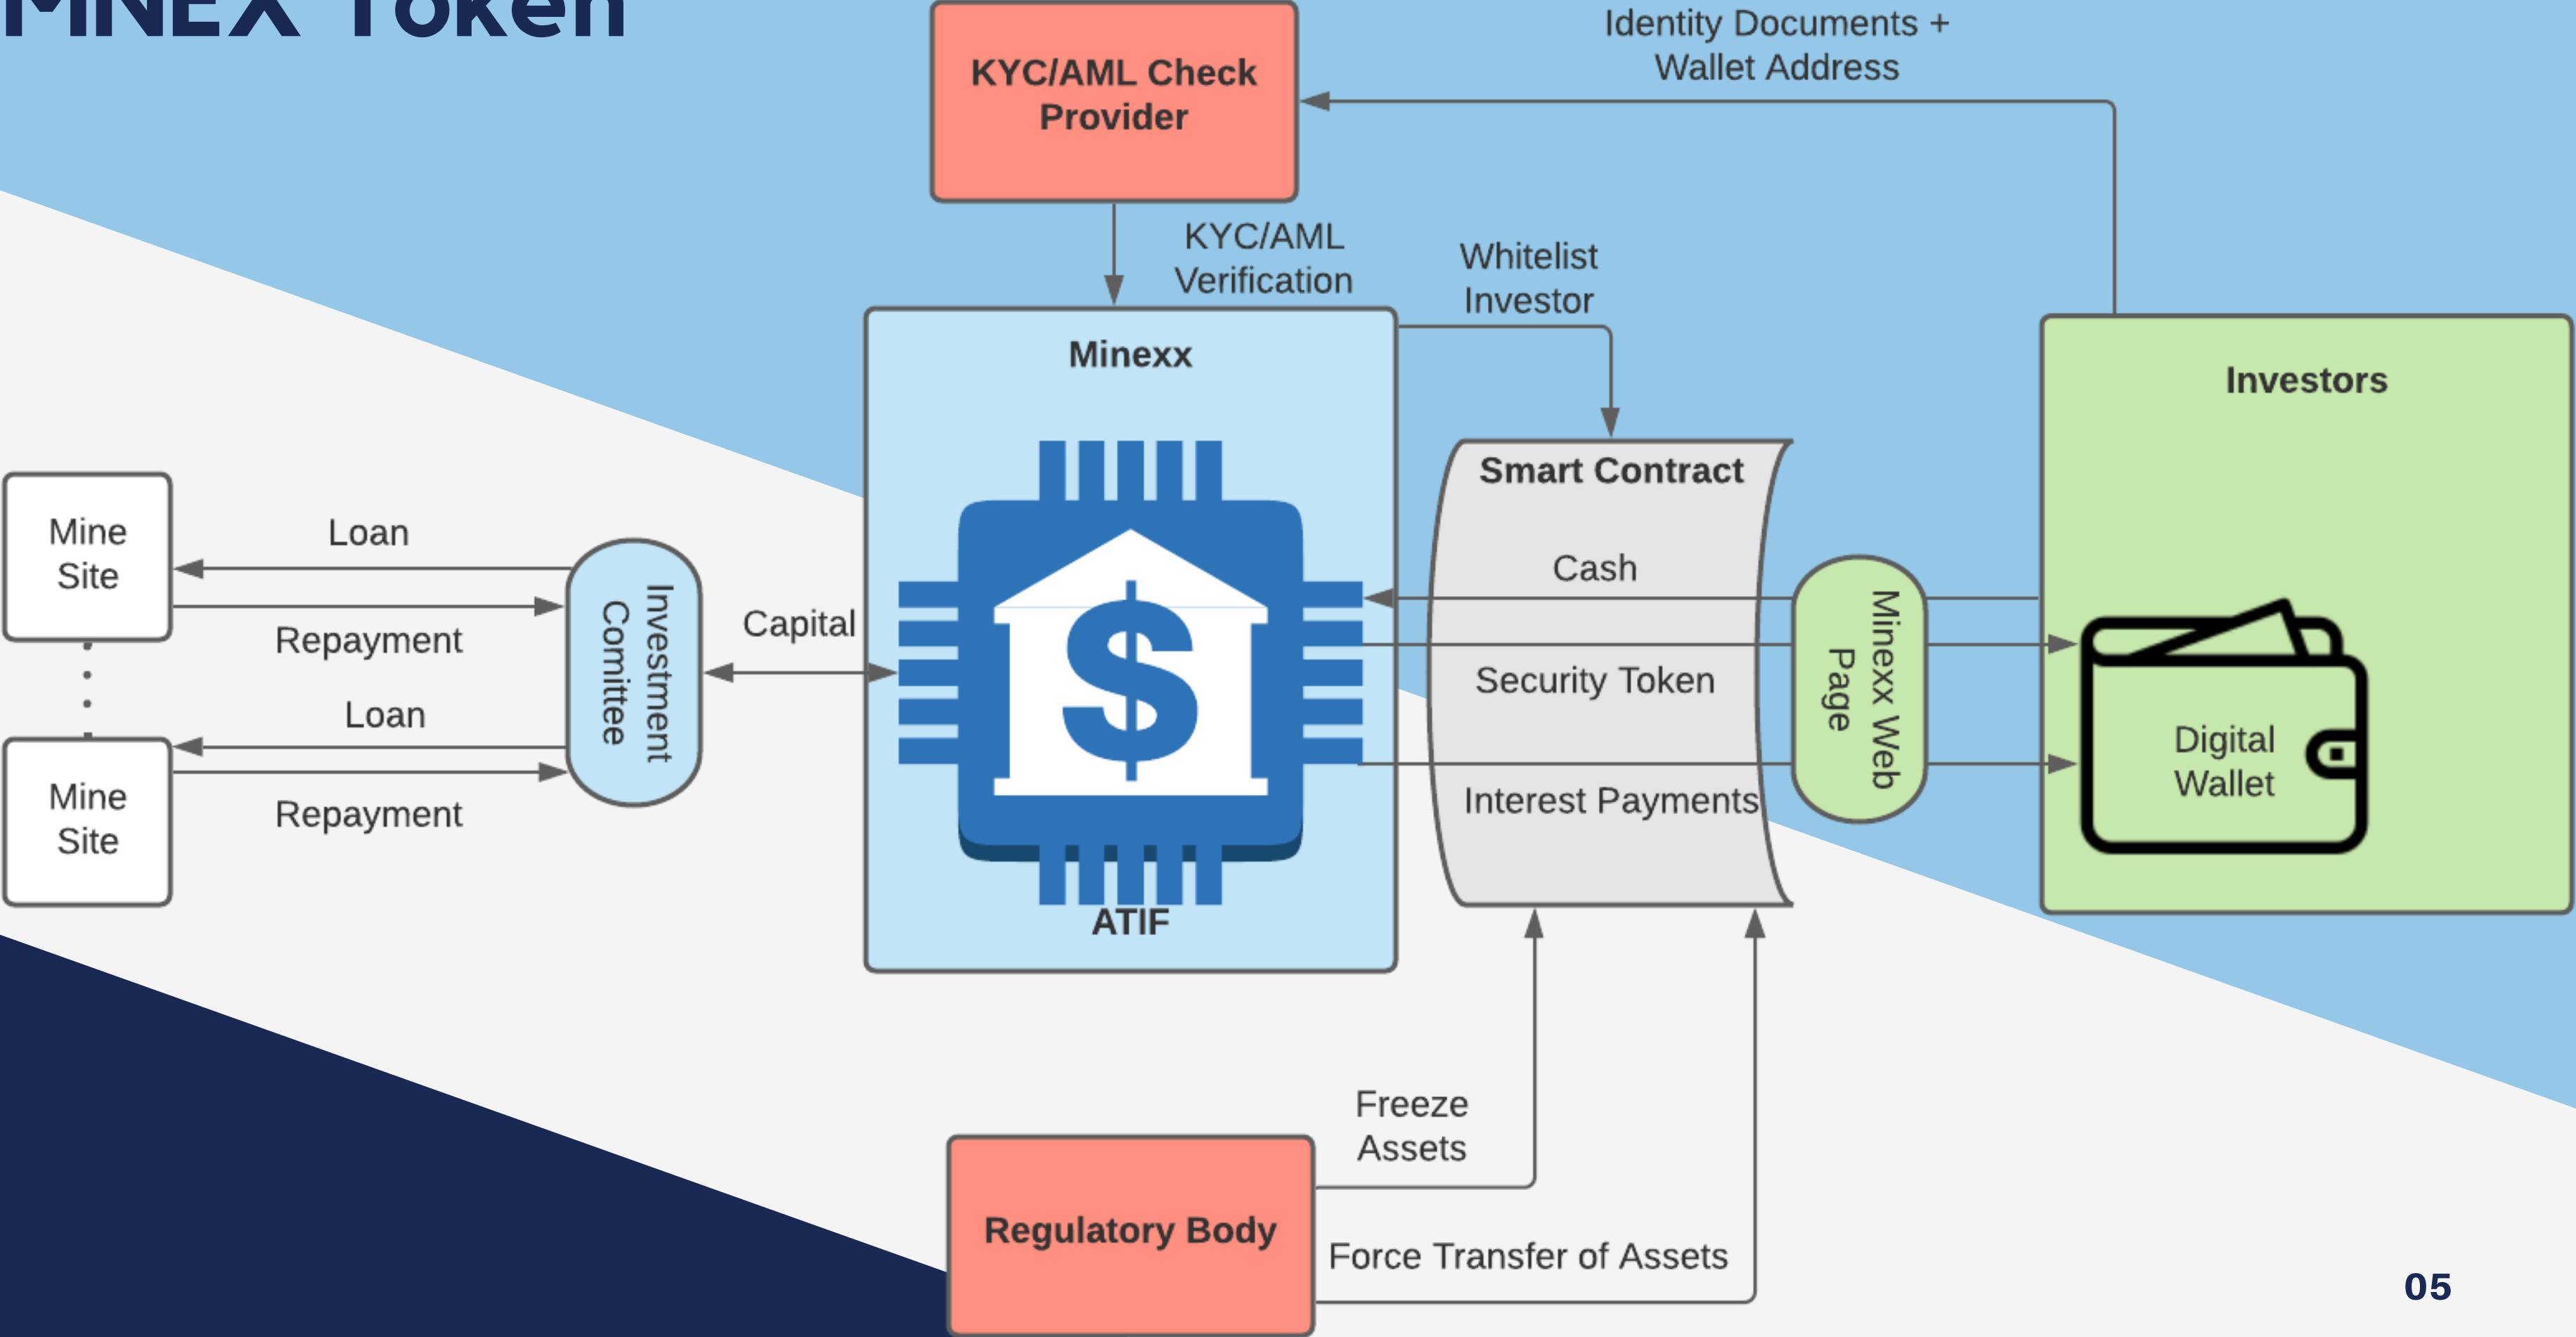 MNEX Token
Identity Documents +
Wallet Address
KYC/AML Check
Provider
KYC/AML
Verification
Whitelist
Investor
Minexx
Investors
Smart Contract
Mine
Site
Loan
Repayment
Investment
Comittee
Capital
Cash
Security Token
Interest Payments
Minexx Web
Page
Digital
Wallet
Loan
Repayment
Mine
Site
$
ATIF
Freeze
Assets
Regulatory Body
Force Transfer of Assets
05